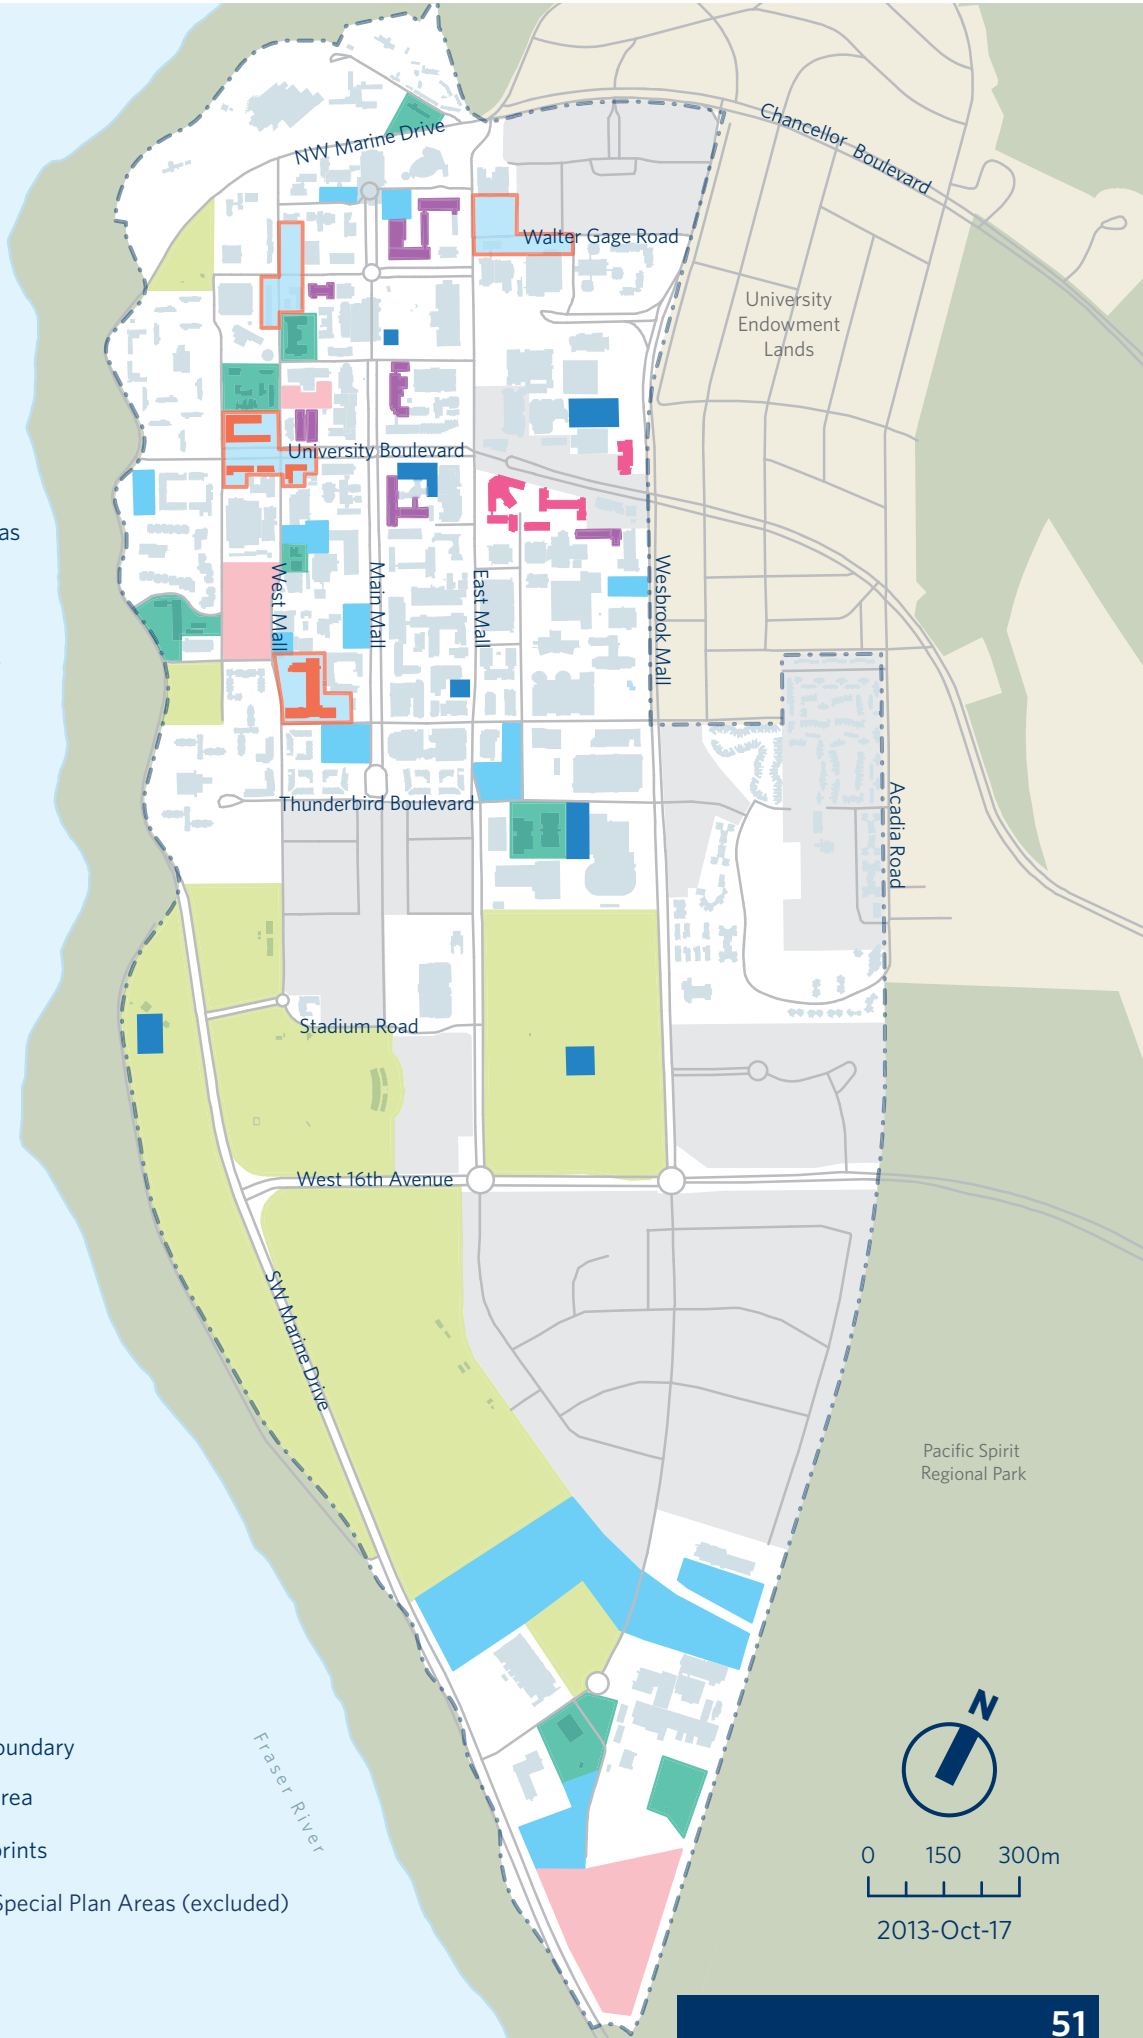 Chancellor Boulevard
NW Marine Drive
Walter Gage Road
University
Endowment
Lands
University Boulevard
as
West Mall
Main Mall
East Mall
Wesbrook Mall
Thunderbird Boulevard
Acadia Road
Stadium Road
West 16th Avenue
SW Marine Drive
Pacific Spirit
Regional Park
N
Fraser River
oundary
rea
rints
Special Plan Areas (excluded)
0 150 300m
2013-Oct-17
51